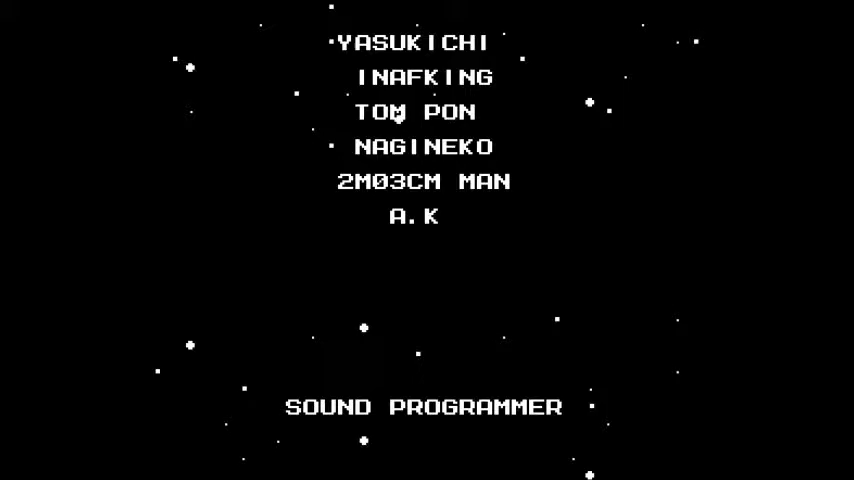 YASUKICHI
INAFKING
TOM PON
NAGINEKO
2M03CM MAN
A.K
SOUND PROGRAMMER